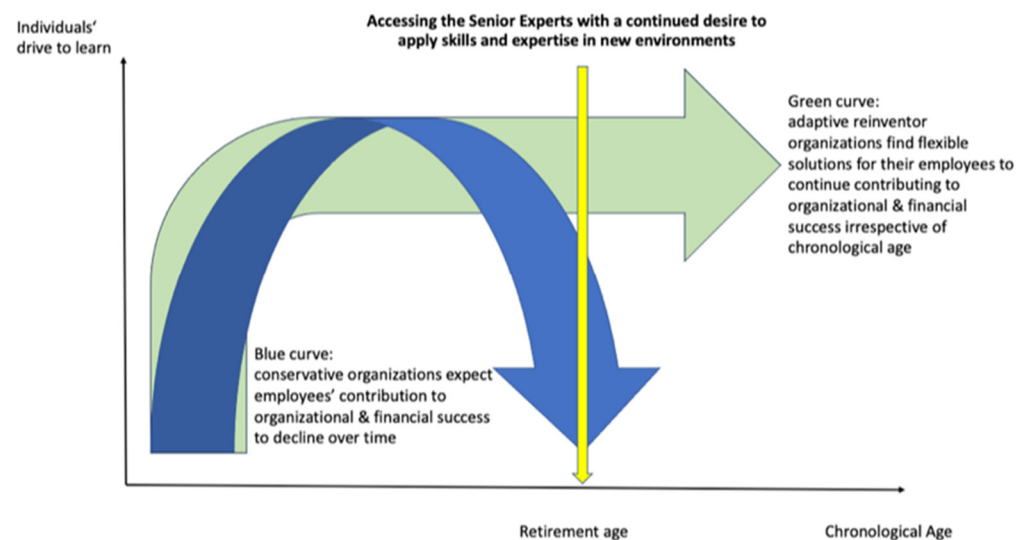 Individuals‘
drive to learn
Accessing the Senior Experts with a continued desire to
apply skills and expertise in new environments
Green curve:
adaptive reinventor
organizations find flexible
solutions for their employees to
continue contributing to
organizational & financial
success irrespective of
chronological age
Blue curve:
conservative organizations expect
employees’ contribution to
organizational & financial success
to decline over time
Retirement age
Chronological Age